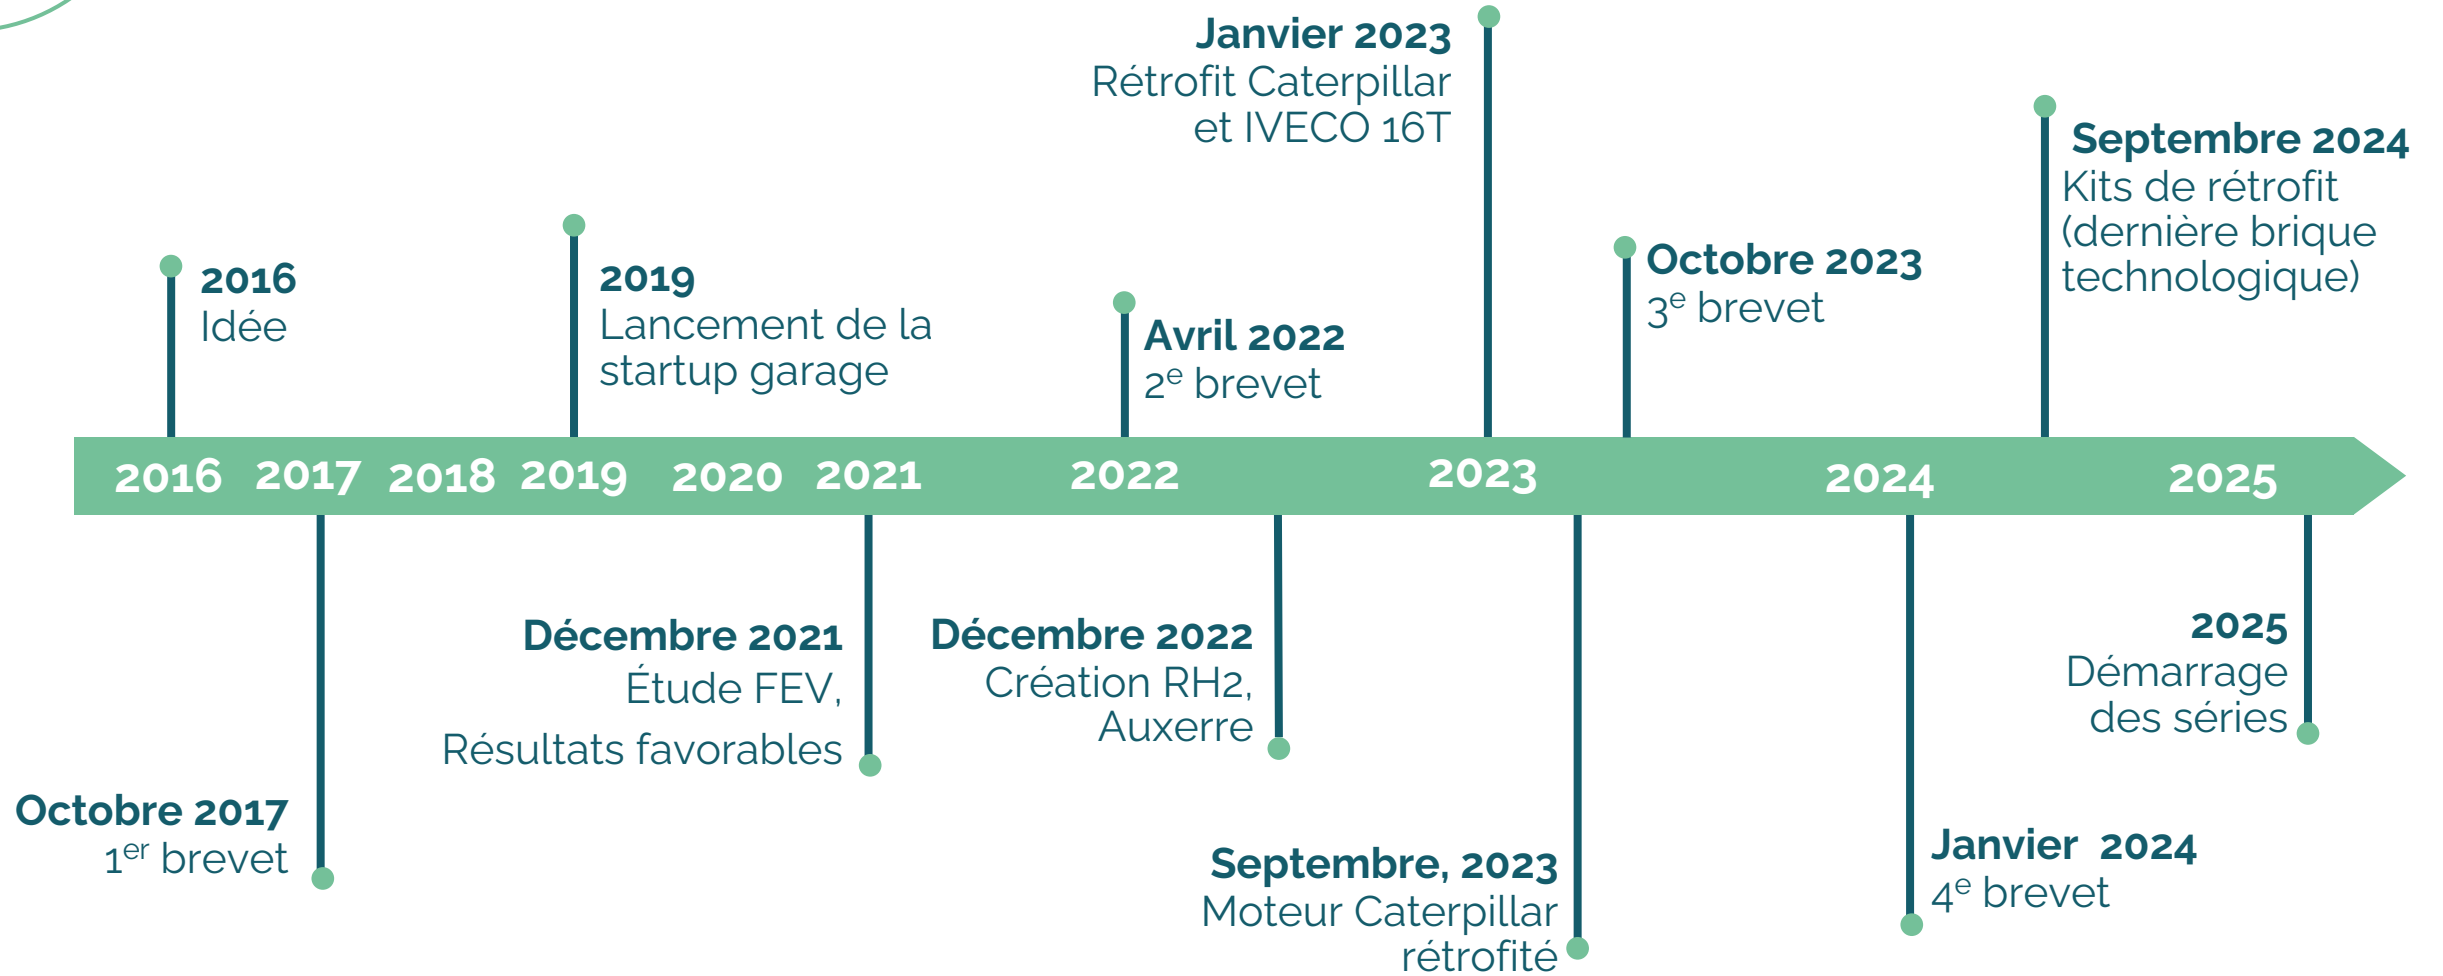 Janvier 2023
Rétrofit Caterpillar
et IVECO 16T
Septembre 2024
Kits de rétrofit
(dernière brique
technologique)
2016
Idée
2019
Lancement de la
startup garage
Avril 2022
2e brevet
Octobre 2023
3e brevet
2016 2017 2018 2019 2020 2021 2022 2023 2024 2025
Octobre 2017
1er brevet
Décembre 2021
Étude FEV,
Résultats favorables
Décembre 2022
Création RH2,
Auxerre
Septembre, 2023
Moteur Caterpillar
rétrofité
Janvier 2024
4e brevet
2025
Démarrage
des séries